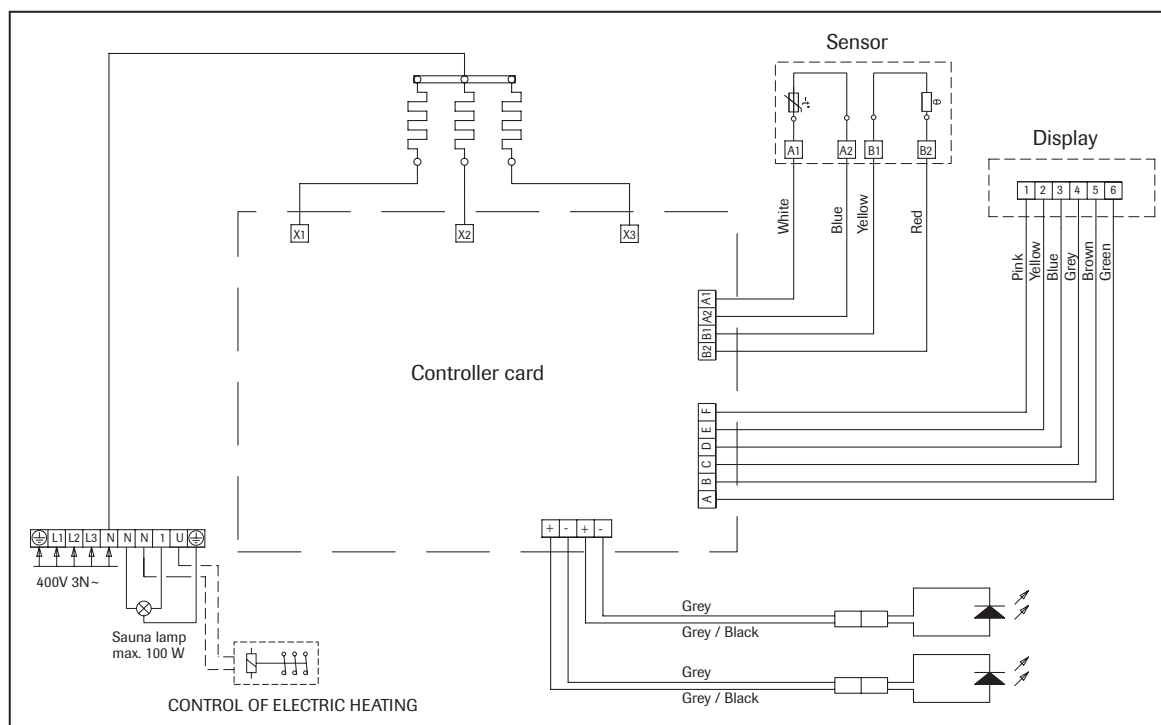 Sensor
-t°
θ
A1 A2 B1 B2
Display
1 2 3 4 5 6
White
Blue
Yellow
Red
Pink
Yellow
Blue
Grey
Brown
Green
X1 X2 X3
A1
A2
B1
B2
Controller card
F
E
D
C
B
A
+ - + -
L1 L2 L3 N N N 1 U
400V 3N~
Sauna lamp
max. 100 W
CONTROL OF ELECTRIC HEATING
Grey
Grey / Black
Grey
Grey / Black